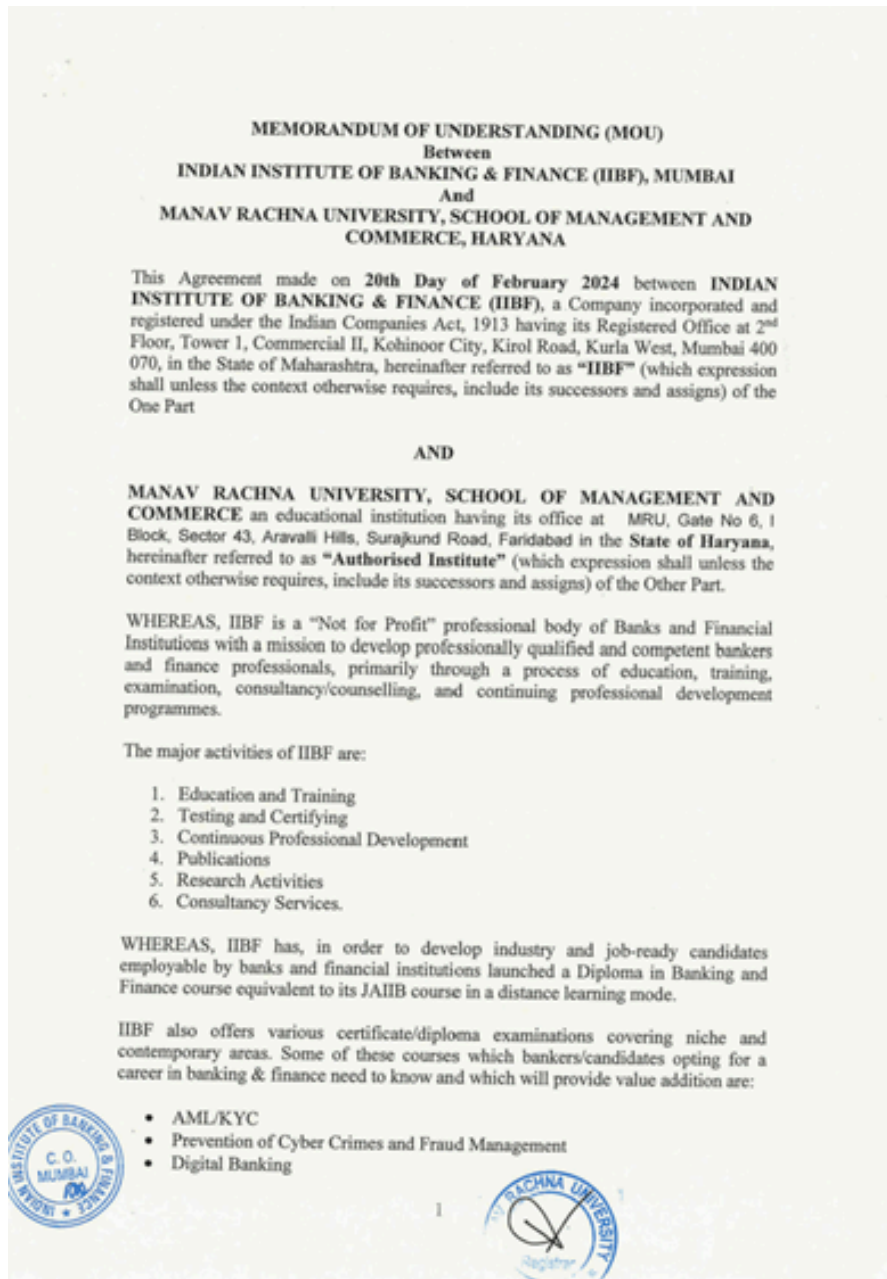 MEMORANDUM OF UNDERSTANDING (MOU)
Between
INDIAN INSTITUTE OF BANKING & FINANCE (IIBF), MUMBAI
And
MANAV RACHNA UNIVERSITY, SCHOOL OF MANAGEMENT AND
COMMERCE, HARYANA
This Agreement made on 20th Day of February 2024 between INDIAN
INSTITUTE OF BANKING & FINANCE (IIBF), a Company incorporated and
registered under the Indian Companies Act, 1913 having its Registered Office at 2nd
Floor, Tower 1, Commercial II, Kohinoor City, Kirol Road, Kurla West, Mumbai 400
070, in the State of Maharashtra, hereinafter referred to as “IIBF” (which expression
shall unless the context otherwise requires, include its successors and assigns) of the
One Part
AND
MANAV RACHNA UNIVERSITY, SCHOOL OF MANAGEMENT AND
COMMERCE an educational institution having its office at MRU, Gate No 6, I
Block, Sector 43, Aravalli Hills, Surajkund Road, Faridabad in the State of Haryana,
hereinafter referred to as “Authorised Institute” (which expression shall unless the
context otherwise requires, include its successors and assigns) of the Other Part.
WHEREAS, IIBF is a “Not for Profit” professional body of Banks and Financial
Institutions with a mission to develop professionally qualified and competent bankers
and finance professionals, primarily through a process of education, training,
examination, consultancy/counselling, and continuing professional development
programmes.
The major activities of IIBF are:
1. Education and Training
2. Testing and Certifying
3. Continuous Professional Development
4. Publications
5. Research Activities
6. Consultancy Services.
WHEREAS, IIBF has, in order to develop industry and job-ready candidates
employable by banks and financial institutions launched a Diploma in Banking and
Finance course equivalent to its JAIIB course in a distance learning mode.
IIBF also offers various certificate/diploma examinations covering niche and
contemporary areas. Some of these courses which bankers/candidates opting for a
career in banking & finance need to know and which will provide value addition are:
• AML/KYC
• Prevention of Cyber Crimes and Fraud Management
• Digital Banking
INDIAN INSTITUTE OF BANKING & FINANCE
C. O.
MUMBAI
1
RACHNA UNIVERSITY
Registrar